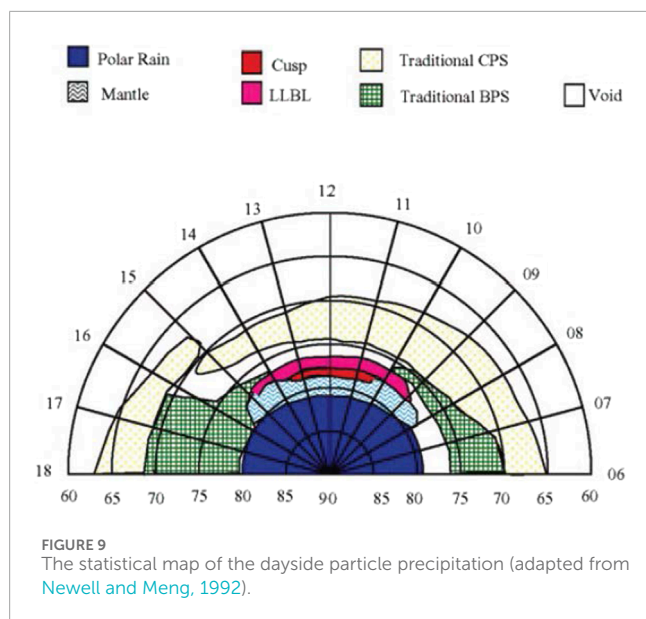 Polar Rain
Cusp
Traditional CPS
Mantle
LLBL
Traditional BPS
Void
12
13
11
14
10
15
09
16
08
17
07
18
06
60 65 70 75 80 85 90 85 80 75 70 65 60
FIGURE 9
The statistical map of the dayside particle precipitation (adapted from
Newell and Meng, 1992).